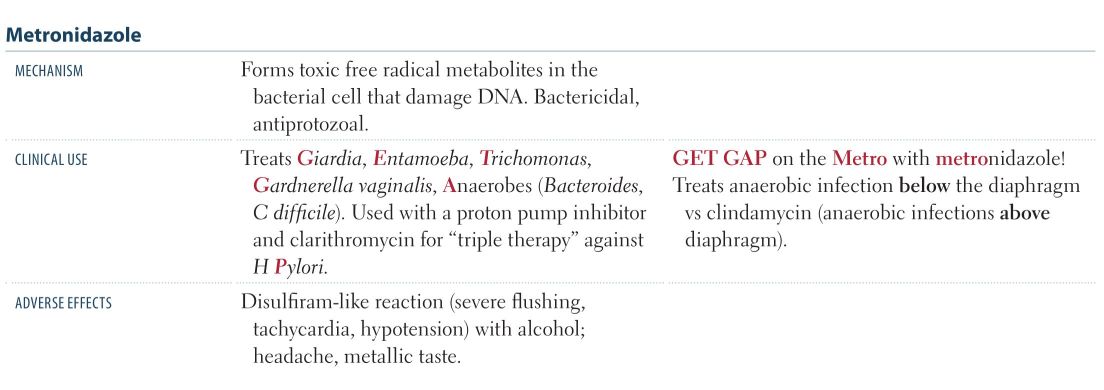 Metronidazole
MECHANISM
Forms toxic free radical metabolites in the
bacterial cell that damage DNA. Bactericidal,
antiprotozoal.
CLINICAL USE
Treats Giardia, Entamoeba, Trichomonas,
Gardnerella vaginalis, Anaerobes (Bacteroides,
C difficile). Used with a proton pump inhibitor
and clarithromycin for “triple therapy” against
H Pylori.
GET GAP on the Metro with metronidazole!
Treats anaerobic infection below the diaphragm
vs clindamycin (anaerobic infections above
diaphragm).
ADVERSE EFFECTS
Disulfiram-like reaction (severe flushing,
tachycardia, hypotension) with alcohol;
headache, metallic taste.